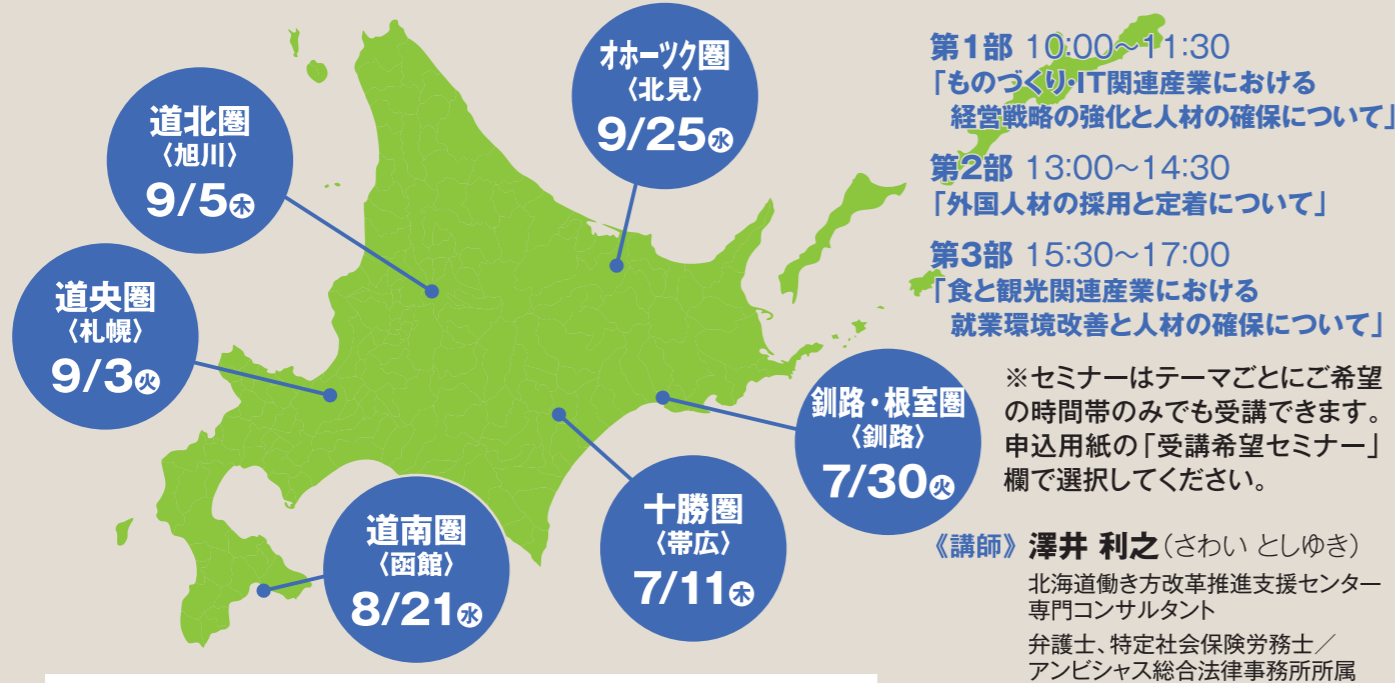 オホーツク圏
〈北見〉
9/25水
道北圏
〈旭川〉
9/5木
道央圏
〈札幌〉
9/3火
釧路・根室圏
〈釧路〉
7/30火
十勝圏
〈帯広〉
7/11木
道南圏
〈函館〉
8/21水
第1部 10:00～11:30
「ものづくり・IT関連産業における
経営戦略の強化と人材の確保について」
第2部 13:00～14:30
「外国人材の採用と定着について」
第3部 15:30～17:00
「食と観光関連産業における
就業環境改善と人材の確保について」
※セミナーはテーマごとにご希望
の時間帯のみでも受講できます。
申込用紙の「受講希望セミナー」
欄で選択してください。
《講師》 澤井 利之（さわい としゆき）
北海道働き方改革推進支援センター
専門コンサルタント
弁護士、特定社会保険労務士／
アンビシャス総合法律事務所所属